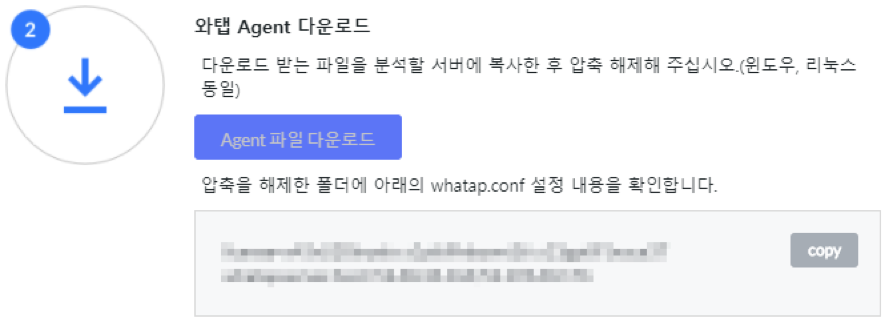 2
와탭 Agent 다운로드
다운로드 받는 파일을 분석할 서버에 복사한 후 압축 해제해 주십시오.(윈도우, 리눅스
동일)
Agent 파일 다운로드
압축을 해제한 폴더에 아래의 whatap.conf 설정 내용을 확인합니다.
copy